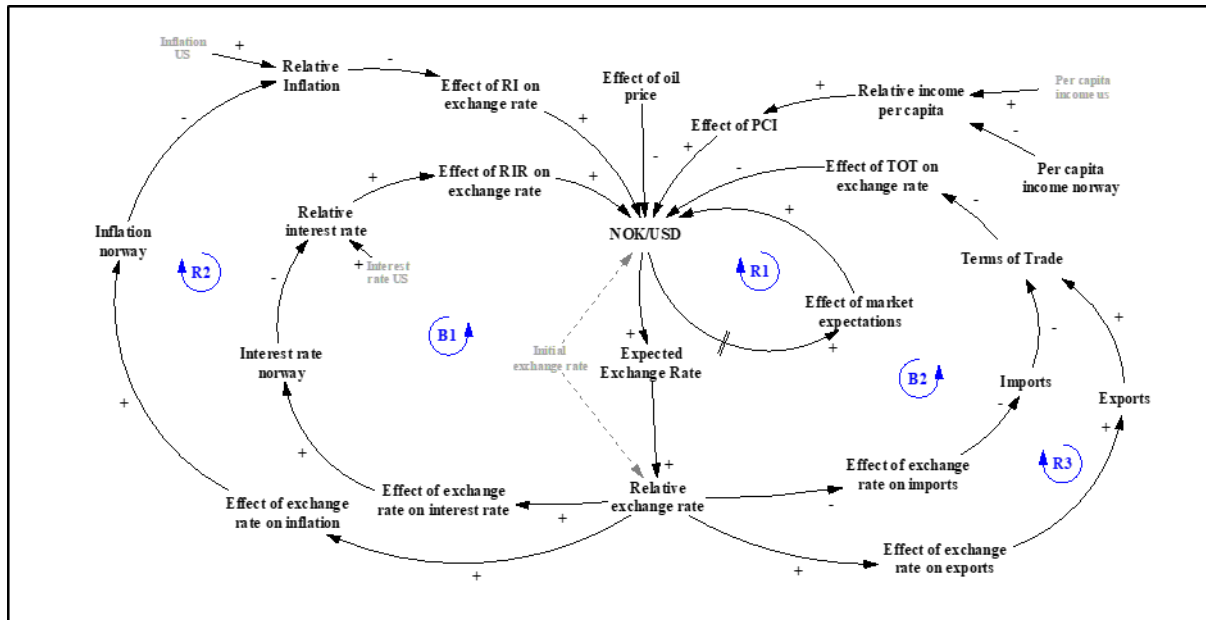 Inflation
US
+
Relative
Inflation
-
Effect of RI on
exchange rate
+
Effect of oil
price
-
Effect of PCI
+
+
Relative income
per capita
+
-
Per capita
income us
Per capita
income norway
-
Inflation
norway
R2
+
Relative
interest rate
Effect of RIR on
exchange rate
+
+
Interest
rate US
-
Interest rate
norway
B1
+
NOK/USD
-
Effect of TOT on
exchange rate
-
Terms of Trade
R1
+
Effect of market
expectations
+
+
Expected
Exchange Rate
Initial
exchange rate
+
Relative
exchange rate
B2
-
Imports
-
+
Exports
+
R3
Effect of exchange
rate on imports
-
Effect of exchange
rate on exports
+
Effect of exchange
rate on interest rate
+
+
Effect of exchange
rate on inflation
+